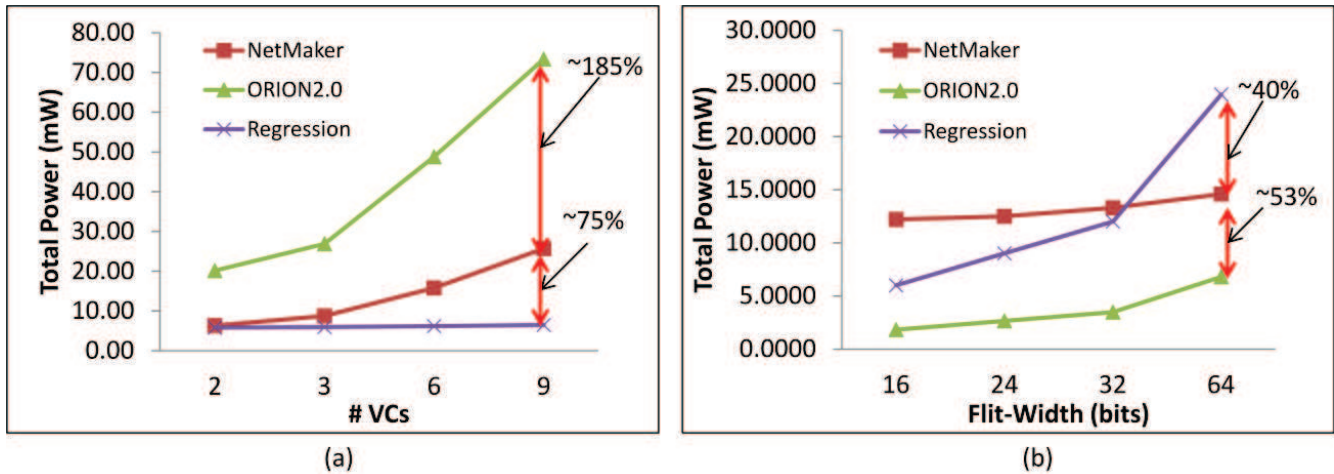 80.00
70.00
60.00
50.00
40.00
30.00
20.00
10.00
0.00
Total Power (mW)
NetMaker
ORION2.0
Regression
~185%
~75%
2 3 6 9
# VCs
(a)
30.0000
25.0000
20.0000
15.0000
10.0000
5.0000
0.0000
Total Power (mW)
NetMaker
ORION2.0
Regression
~40%
~53%
16 24 32 64
Flit-Width (bits)
(b)